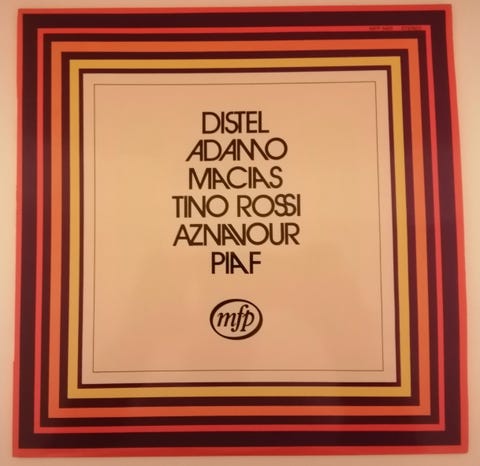 DISTEL
ADAMO
MACIAS
TINO ROSSI
AZNAVOUR
PIAF
mfp